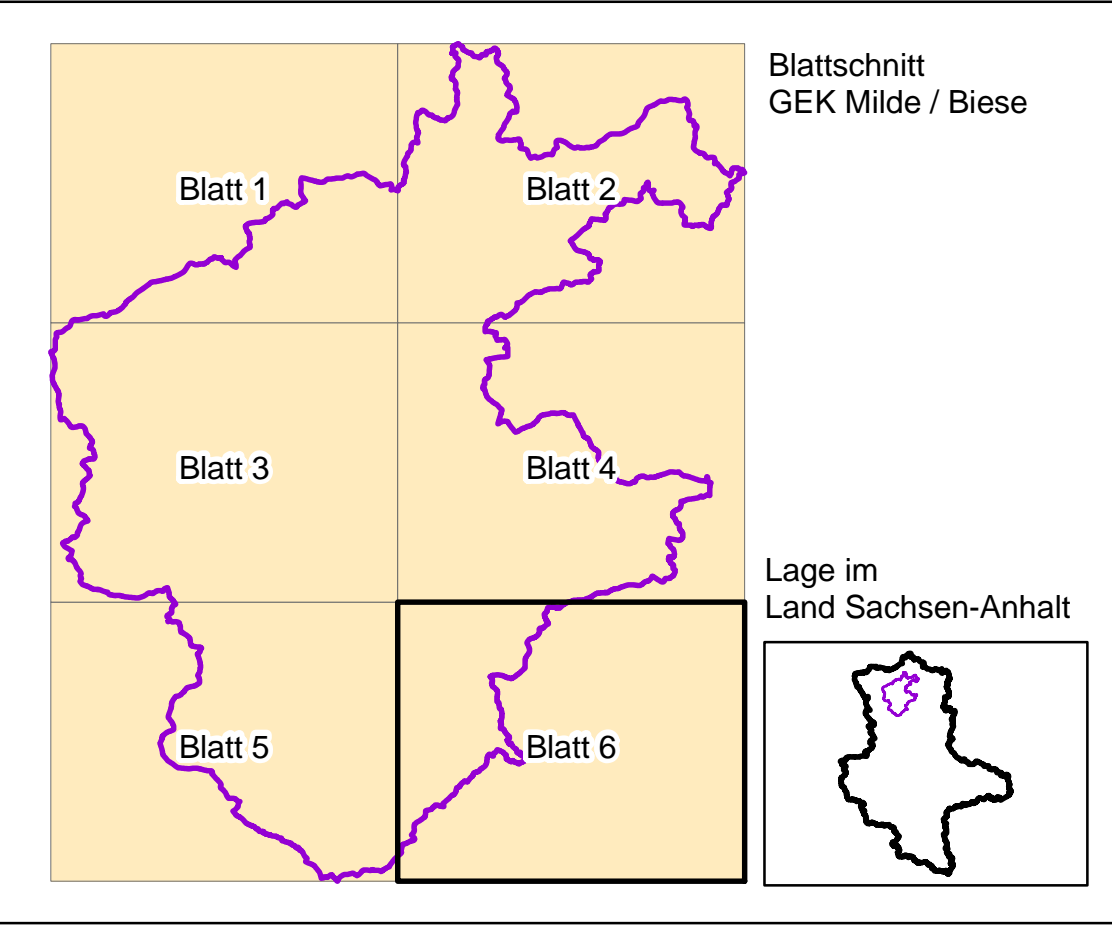 Blattschnitt
GEK Milde / Biese
Blatt 1
Blatt 2
Blatt 3
Blatt 4
Blatt 5
Blatt 6
Lage im
Land Sachsen-Anhalt